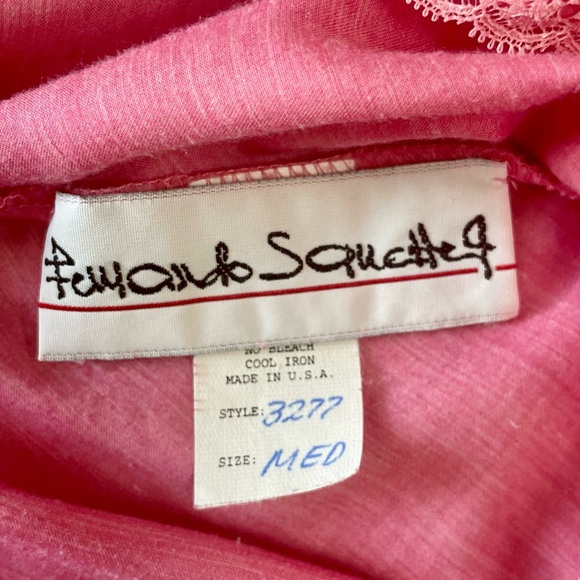 Fernando Sanchez
NO BLEACH
COOL IRON
MADE IN U.S.A.
STYLE: 3277
SIZE: MED